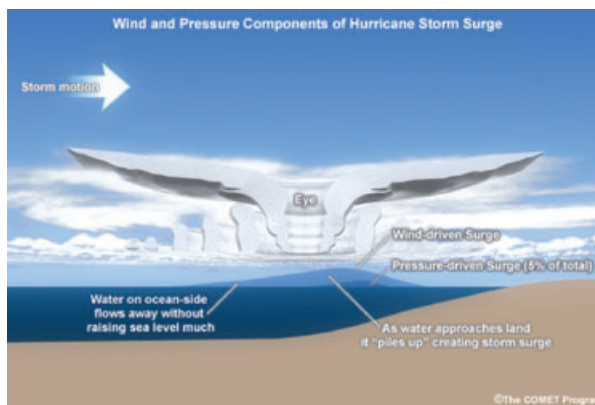 Wind and Pressure Components of Hurricane Storm Surge
Storm motion
Eye
Wind-driven Surge
Pressure-driven Surge (5% of total)
Water on ocean-side
flows away without
raising sea level much
As water approaches land
it "piles up" creating storm surge
©The COMET Progra